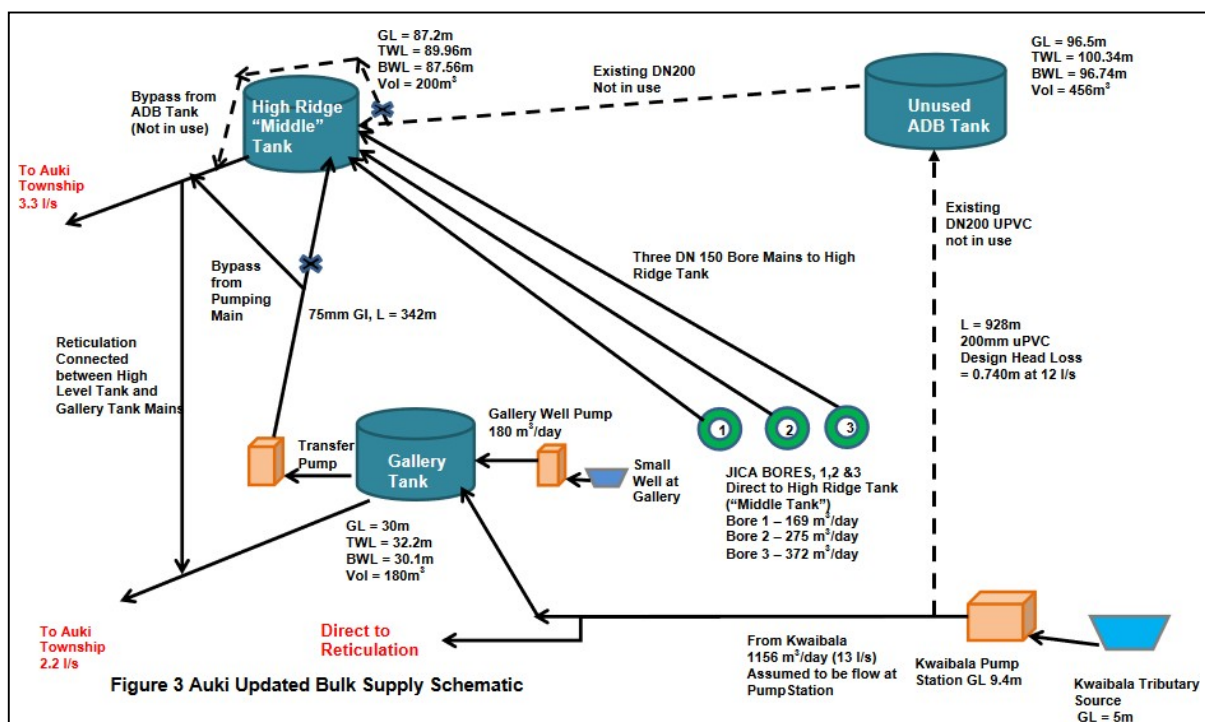 GL = 87.2m
TWL = 89.96m
BWL = 87.56m
Vol = 200m³
GL = 96.5m
TWL = 100.34m
BWL = 96.74m
Vol = 456m³
Existing DN200
Not in use
Bypass from
ADB Tank
(Not in use)
High Ridge
“Middle”
Tank
Unused
ADB Tank
To Auki
Township
3.3 l/s
Existing
DN200 UPVC
not in use
Three DN 150 Bore Mains to High
Ridge Tank
Bypass
from
Pumping
Main
75mm GI, L = 342m
Reticulation
Connected
between High
Level Tank and
Gallery Tank Mains
L = 928m
200mm uPVC
Design Head Loss
= 0.740m at 12 l/s
Gallery Well Pump
180 m³/day
1
2
3
Transfer
Pump
Gallery
Tank
Small
Well at
Gallery
JICA BORES, 1,2 &3
Direct to High Ridge Tank
(“Middle Tank”)
Bore 1 – 169 m³/day
Bore 2 – 275 m³/day
Bore 3 – 372 m³/day
GL = 30m
TWL = 32.2m
BWL = 30.1m
Vol = 180m³
To Auki
Township
2.2 l/s
Direct to
Reticulation
From Kwaibala
1156 m³/day (13 l/s)
Assumed to be flow at
Pump Station
Kwaibala Pump
Station GL 9.4m
Kwaibala Tributary
Source
GL = 5m
Figure 3 Auki Updated Bulk Supply Schematic